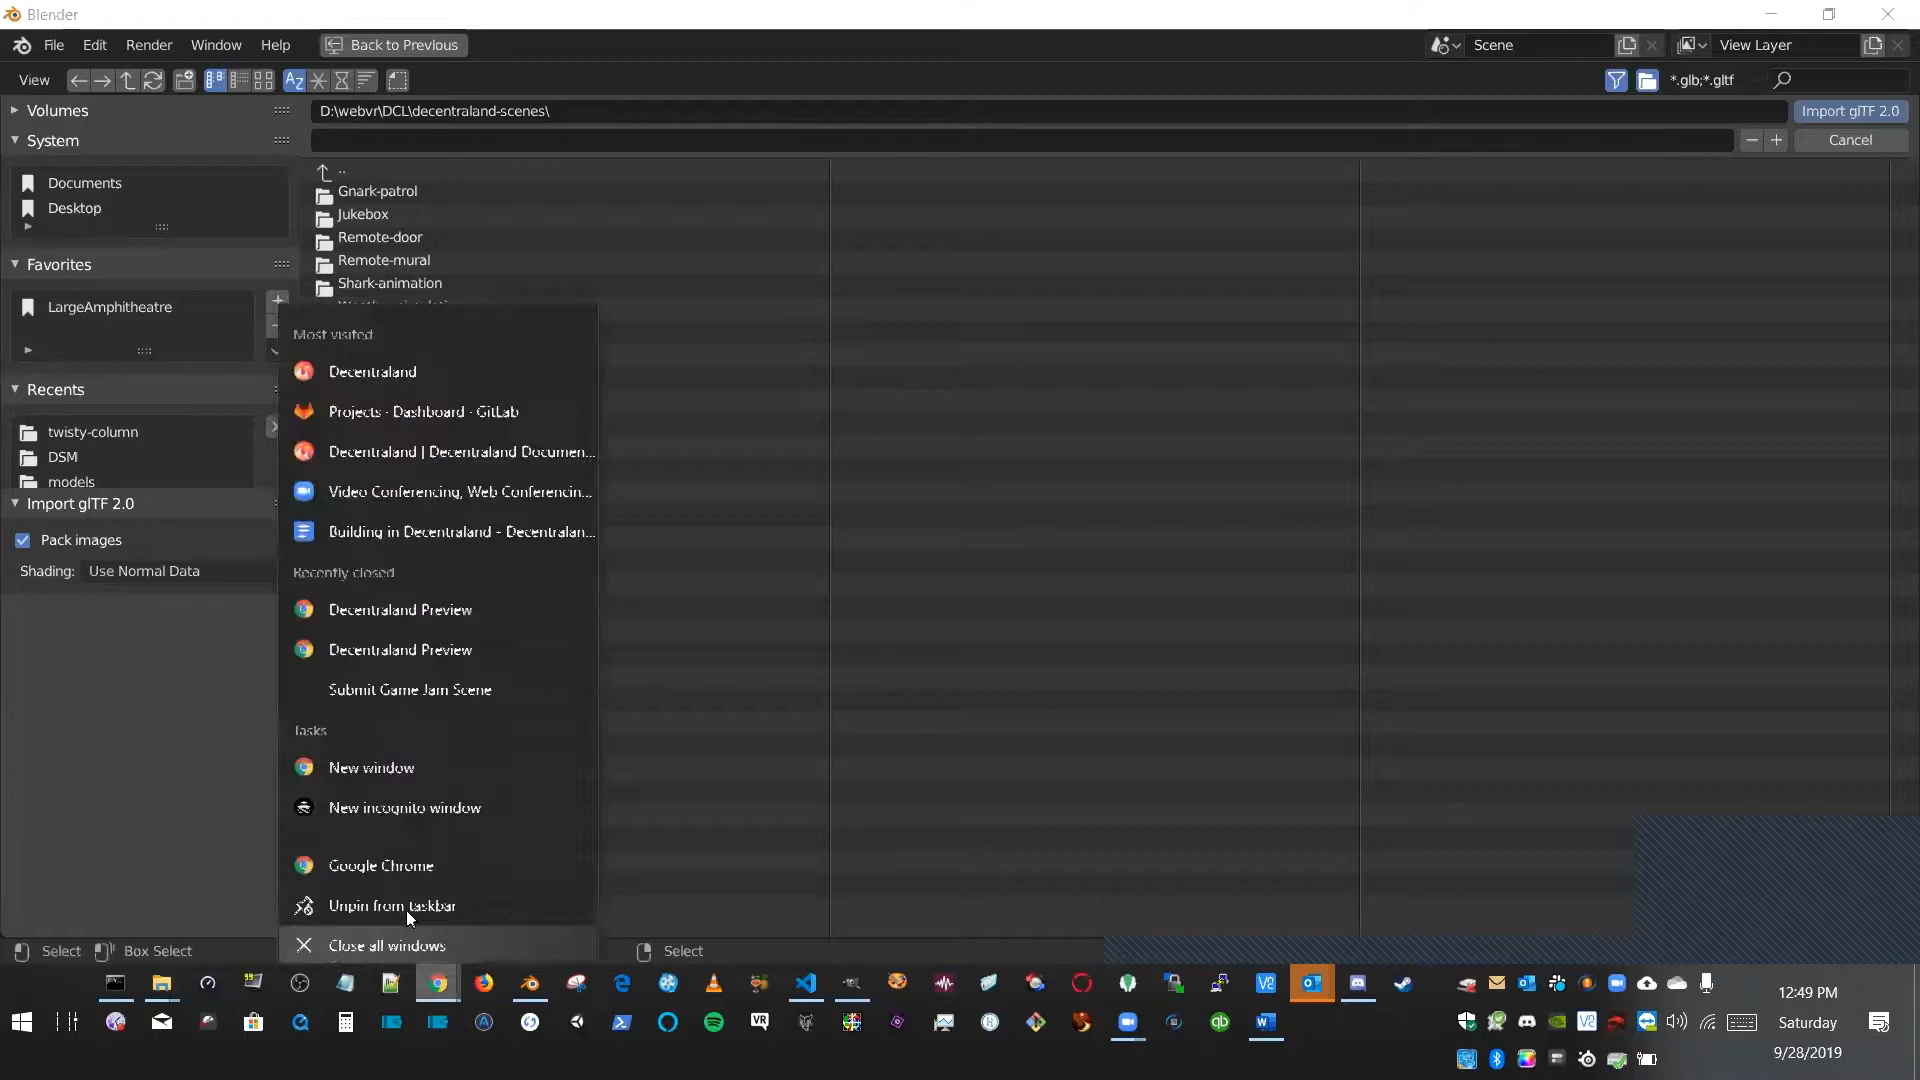 Blender
File Edit Render Window Help Back to Previous Scene View Layer
View *.glb;*.gltf
Volumes
D:\webvr\DCL\decentraland-scenes\
Import glTF 2.0
System
Cancel
Documents
Desktop
..
Gnark-patrol
Jukebox
Remote-door
Remote-mural
Shark-animation
Favorites
LargeAmphitheatre
Recents
twisty-column
DSM
models
Import glTF 2.0
Pack images
Shading: Use Normal Data
Most visited
Decentraland
Projects · Dashboard · GitLab
Decentraland | Decentraland Documen...
Video Conferencing, Web Conferencin...
Building in Decentraland - Decentralan...
Recently closed
Decentraland Preview
Decentraland Preview
Submit Game Jam Scene
Tasks
New window
New incognito window
Google Chrome
Unpin from taskbar
Close all windows
Select Box Select Select
12:49 PM
Saturday
9/28/2019